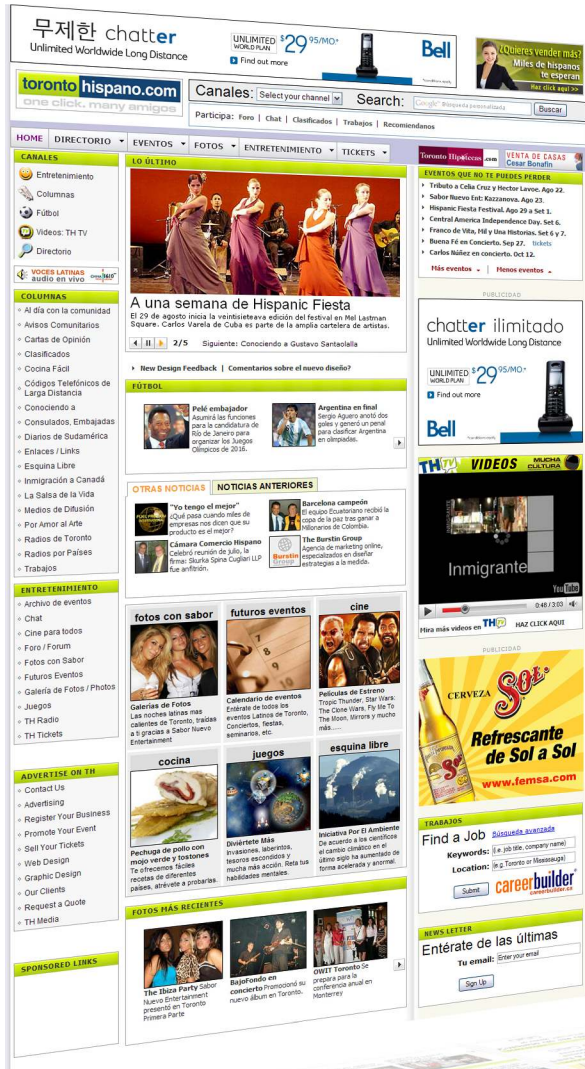 무제한 chatter
Unlimited Worldwide Long Distance
UNLIMITED WORLD PLAN $29 95/MO.*
Find out more
Bell
¿Quieres vender más?
Miles de hispanos
te esperan
Haz click aquí >>
torontohispano.com
one click. many amigos
Canales: Select your channel Search: Google™ Búsqueda personalizada Buscar
Participa: Foro | Chat | Clasificados | Trabajos | Recomiendanos
HOME DIRECTORIO EVENTOS FOTOS ENTRETENIMIENTO TICKETS
CANALES
Entretenimiento
Columnas
Fútbol
Videos: TH TV
Directorio
VOCES LATINAS
audio en vivo
COLUMNAS
Al día con la comunidad
Avisos Comunitarios
Cartas de Opinión
Clasificados
Cocina Fácil
Códigos Telefónicos de
Larga Distancia
Conociendo a
Consulados, Embajadas
Diarios de Sudamérica
Enlaces / Links
Esquina Libre
Inmigración a Canadá
La Salsa de la Vida
Medios de Difusión
Por Amor al Arte
Radios de Toronto
Radios por Países
Trabajos
ENTRETENIMIENTO
Archivo de eventos
Chat
Cine para todos
Foro / Forum
Fotos con Sabor
Futuros Eventos
Galería de Fotos / Photos
Juegos
TH Radio
TH Tickets
ADVERTISE ON TH
Contact Us
Advertising
Register Your Business
Promote Your Event
Sell Your Tickets
Web Design
Graphic Design
Our Clients
Request a Quote
TH Media
SPONSORED LINKS
LO ÚLTIMO
A una semana de Hispanic Fiesta
El 29 de agosto inicia la veintisieteava edición del festival en Mel Lastman
Square. Carlos Varela de Cuba es parte de la amplia cartelera de artistas.
2/5 Siguiente: Conociendo a Gustavo Santaolalla
New Design Feedback | Comentarios sobre el nuevo diseño?
FÚTBOL
Pelé embajador
Asumirá las funciones
para la candidatura de
Río de Janeiro para
organizar los Juegos
Olímpicos de 2016.
Argentina en final
Sergio Aguero anotó dos
goles y generó un penal
para clasificar Argentina
en olimpiadas.
OTRAS NOTICIAS NOTICIAS ANTERIORES
"Yo tengo el mejor"
¿Qué pasa cuando miles de
empresas nos dicen que su
producto es el mejor?
Barcelona campeón
El equipo Ecuatoriano recibió la
copa de la paz tras ganar a
Millonarios de Colombia.
Cámara Comercio Hispano
Celebró reunión de julio, la
firma: Skurka Spina Cugliari LLP
fue anfitrión.
Burstin
Group
The Burstin Group
Agencia de marketing online,
especializados en diseñar
estrategias a la medida.
fotos con sabor
Galerías de Fotos
Las noches latinas mas
calientes de Toronto, traídas
a ti gracias a Sabor Nuevo
Entertainment
futuros eventos
Calendario de eventos
Entérate de todos los
eventos Latinos de Toronto,
Conciertos, fiestas,
seminarios, etc.
cine
Películas de Estreno
Tropic Thunder, Star Wars:
The Clone Wars, Fly Me To
The Moon, Mirrors y mucho
más......
cocina
Pechuga de pollo con
mojo verde y tostones
Te ofrecemos fáciles
recetas de diferentes
países, atrévete a probarlas.
juegos
Diviértete Más
Invasiones, laberintos,
tesoros escondidos y
mucha más acción. Reta tus
habilidades mentales.
esquina libre
Iniciativa Por El Ambiente
De acuerdo a los científicos
el cambio climático en el
último siglo ha aumentado de
forma acelerada y anormal.
FOTOS MÁS RECIENTES
The Ibiza Party Sabor
Nuevo Entertainment
presentó en Toronto
Primera Parte
BajoFondo en
concierto Promocionó su
nuevo álbum en Toronto.
OWIT Toronto Se
prepara para la
conferencia anual en
Monterrey
Toronto Hipotecas.com
VENTA DE CASAS
Cesar Bonafin
EVENTOS QUE NO TE PUEDES PERDER
Tributo a Celia Cruz y Hector Lavoe. Ago 22.
Sabor Nuevo Ent: Kazzanova. Ago 23.
Hispanic Fiesta Festival. Ago 29 a Set 1.
Central America Independence Day. Set 6.
Franco de Vita, Mil y Una Historias. Set 6 y 7.
Buena Fé en Concierto. Sep 27. tickets
Carlos Núñez en concierto. Oct 12.
Más eventos | Menos eventos
PUBLICIDAD
chatter ilimitado
Unlimited Worldwide Long Distance
UNLIMITED WORLD PLAN $29 95/MO.*
Find out more
Bell
THtv VIDEOS MUCHA CULTURA
Inmigrante
YouTube
0:48 / 3:03
Mira más videos en THtv HAZ CLICK AQUI
PUBLICIDAD
CERVEZA Sol
Refrescante
de Sol a Sol
www.femsa.com
TRABAJOS
Find a Job Búsqueda avanzada
Keywords: (i.e. job title, company name)
Location: (e.g. Toronto or Mississauga)
Submit careerbuilder
careerbuilder.ca
NEWS LETTER
Entérate de las últimas
Tu email: Enter your email
Sign Up